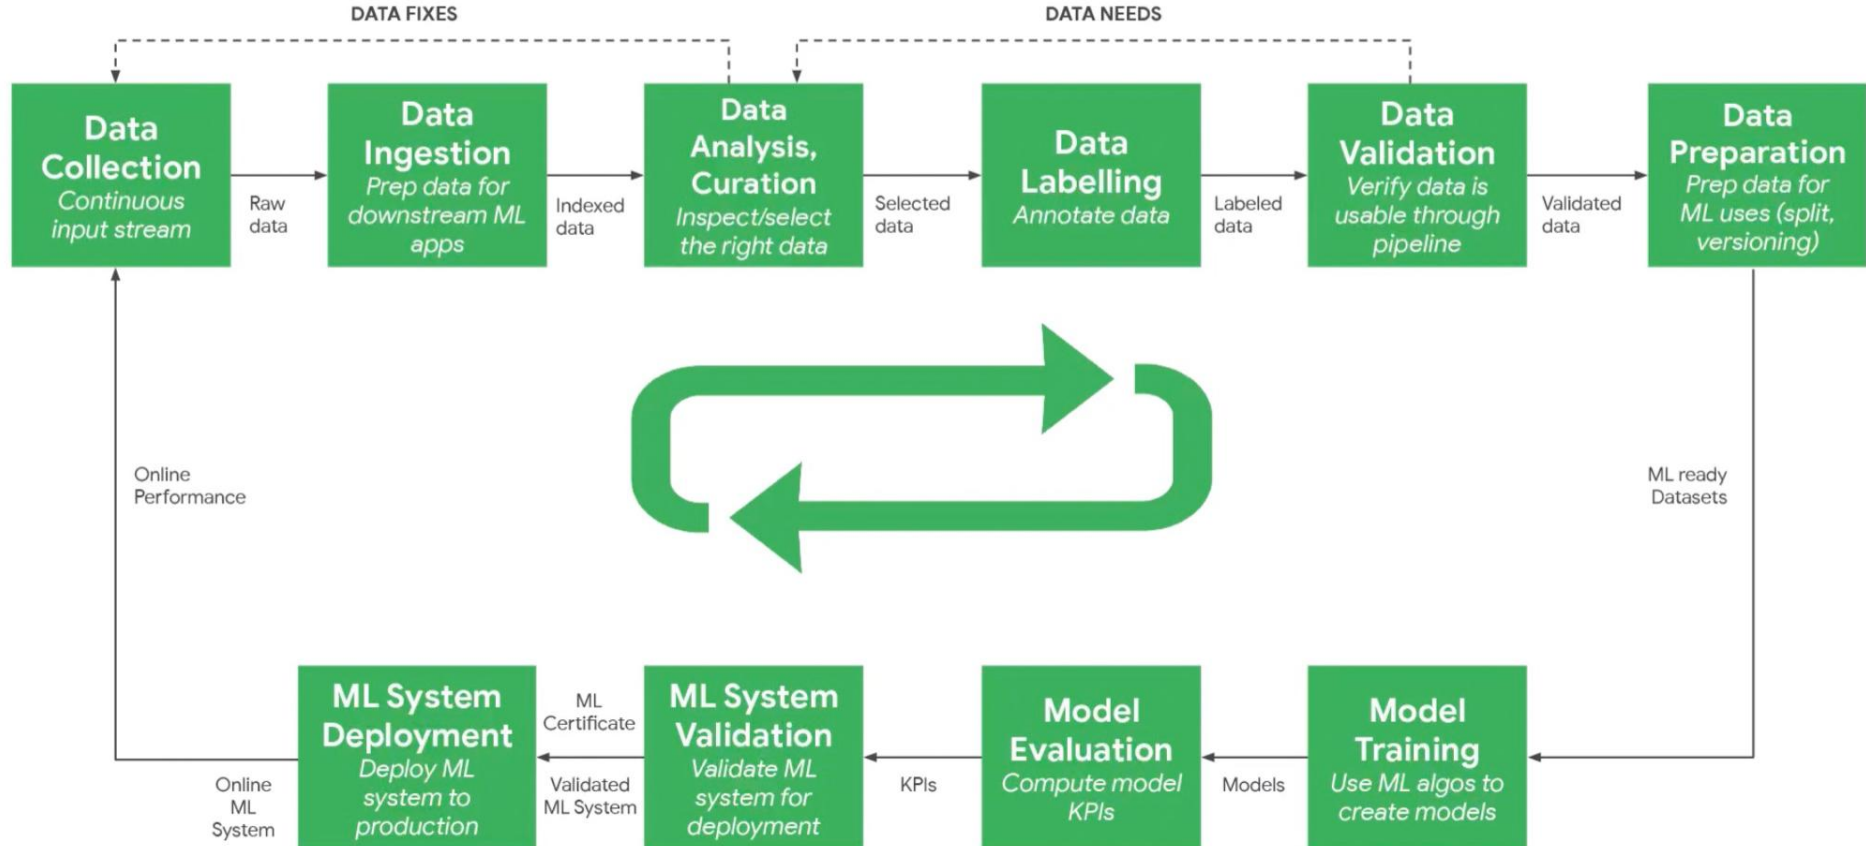 DATA FIXES
DATA NEEDS
Data
Collection
Continuous
input stream
Raw
data
Data
Ingestion
Prep data for
downstream ML
apps
Indexed
data
Data
Analysis,
Curation
Inspect/select
the right data
Selected
data
Data
Labelling
Annotate data
Labeled
data
Data
Validation
Verify data is
usable through
pipeline
Validated
data
Data
Preparation
Prep data for
ML uses (split,
versioning)
ML ready
Datasets
Model
Training
Use ML algos to
create models
Models
Model
Evaluation
Compute model
KPIs
KPIs
ML System
Validation
Validate ML
system for
deployment
ML
Certificate
Validated
ML System
ML System
Deployment
Deploy ML
system to
production
Online
ML
System
Online
Performance